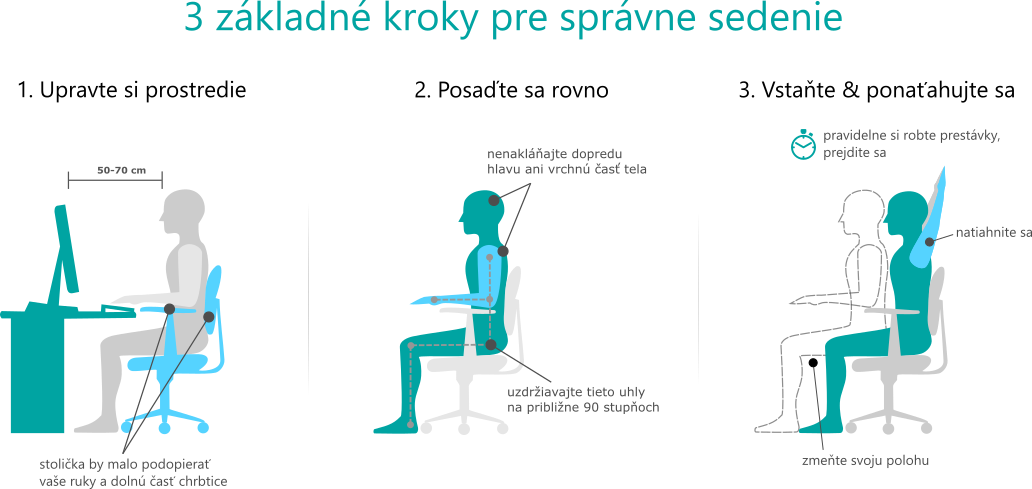 3 základné kroky pre správne sedenie
1. Upravte si prostredie
50-70 cm
stolička by malo podopierať
vaše ruky a dolnú časť chrbtice
2. Posaďte sa rovno
nenakláňajte dopredu
hlavu ani vrchnú časť tela
uzdržiavajte tieto uhly
na približne 90 stupňoch
3. Vstaňte & ponaťahujte sa
pravidelne si robte prestávky,
prejdite sa
natiahnite sa
zmeňte svoju polohu